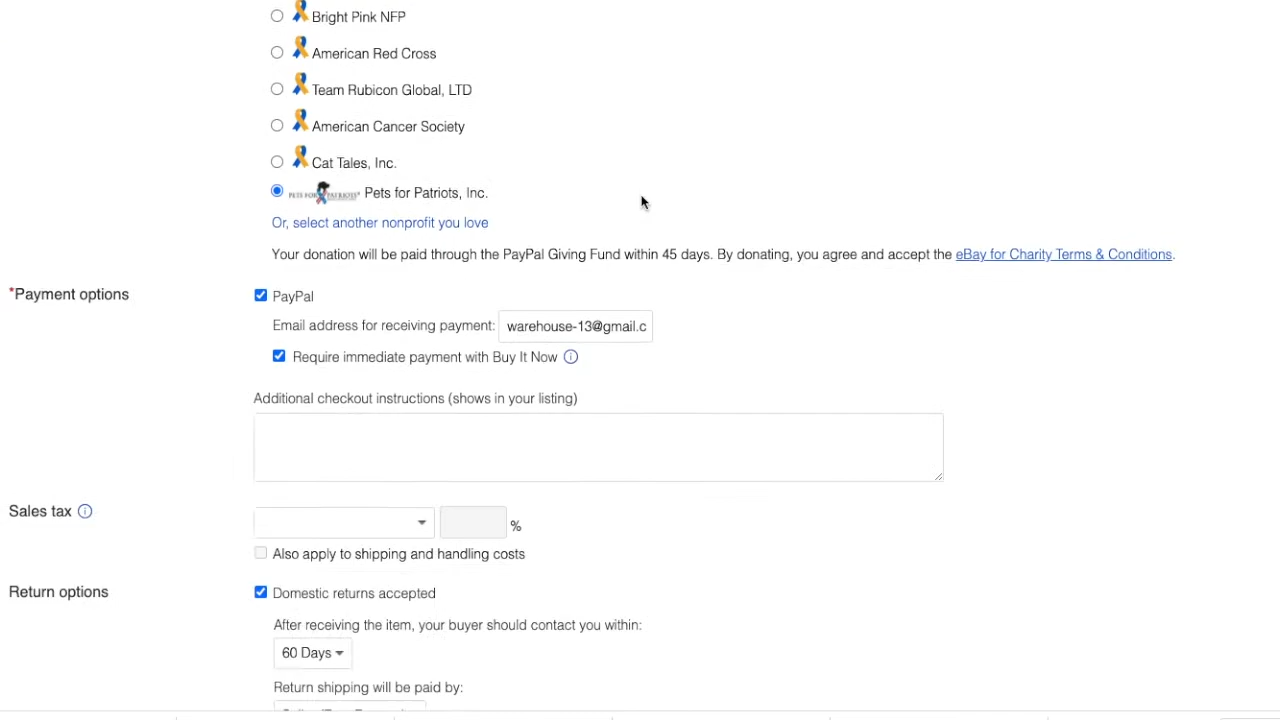 Bright Pink NFP
American Red Cross
Team Rubicon Global, LTD
American Cancer Society
Cat Tales, Inc.
PETS FOR PATRIOTS Pets for Patriots, Inc.
Or, select another nonprofit you love
Your donation will be paid through the PayPal Giving Fund within 45 days. By donating, you agree and accept the eBay for Charity Terms & Conditions.
*Payment options
PayPal
Email address for receiving payment: warehouse-13@gmail.c
Require immediate payment with Buy It Now
Additional checkout instructions (shows in your listing)
Sales tax
%
Also apply to shipping and handling costs
Return options
Domestic returns accepted
After receiving the item, your buyer should contact you within:
60 Days
Return shipping will be paid by: